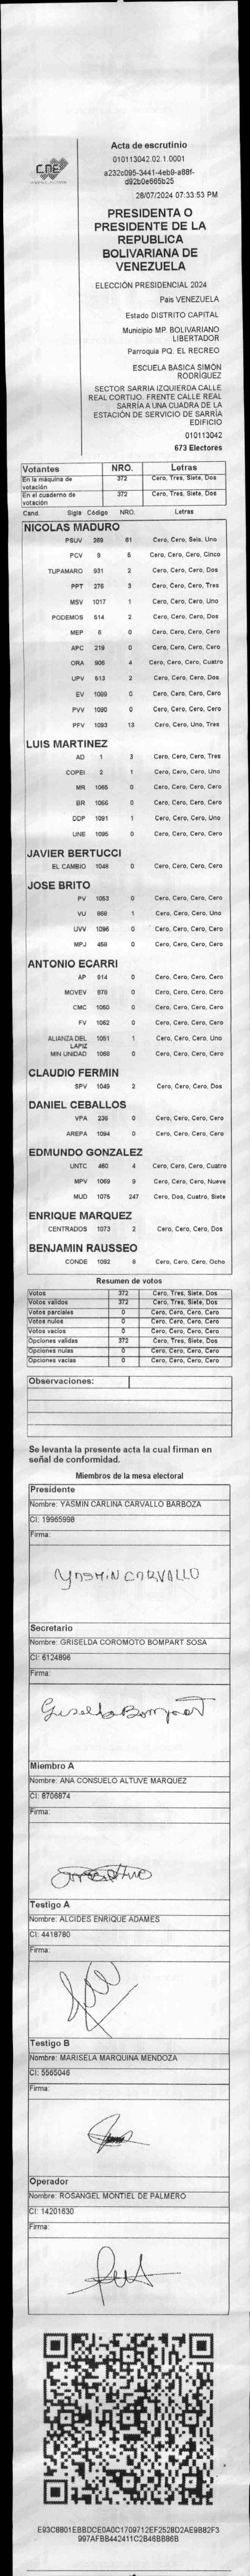 CNE
Acta de escrutinio
010113042.02.1.0001
a232c095-3441-4eb9-a88f-
d92b0e665b25
28/07/2024 07:33:53 PM
PRESIDENTA O
PRESIDENTE DE LA
REPUBLICA
BOLIVARIANA DE
VENEZUELA
ELECCIÓN PRESIDENCIAL 2024
Pais VENEZUELA
Estado DISTRITO CAPITAL
Municipio MP. BOLIVARIANO
LIBERTADOR
Parroquia PQ. EL RECREO
ESCUELA BÁSICA SIMÓN
RODRÍGUEZ
SECTOR SARRIA IZQUIERDA CALLE
REAL CORTIJO. FRENTE CALLE REAL
SARRÍA A UNA CUADRA DE LA
ESTACIÓN DE SERVICIO DE SARRÍA
EDIFICIO
010113042
673 Electores
Votantes NRO. Letras
En la máquina de votación 372 Cero, Tres, Siete, Dos
En el cuaderno de votación 372 Cero, Tres, Siete, Dos
Cand. Sigla Código NRO. Letras
NICOLAS MADURO
PSUV 269 61 Cero, Cero, Seis, Uno
PCV 9 5 Cero, Cero, Cero, Cinco
TUPAMARO 931 2 Cero, Cero, Cero, Dos
PPT 276 3 Cero, Cero, Cero, Tres
MSV 1017 1 Cero, Cero, Cero, Uno
PODEMOS 514 2 Cero, Cero, Cero, Dos
MEP 6 0 Cero, Cero, Cero, Cero
APC 219 0 Cero, Cero, Cero, Cero
ORA 906 4 Cero, Cero, Cero, Cuatro
UPV 613 2 Cero, Cero, Cero, Dos
EV 1089 0 Cero, Cero, Cero, Cero
PVV 1090 0 Cero, Cero, Cero, Cero
PFV 1093 13 Cero, Cero, Uno, Tres
LUIS MARTINEZ
AD 1 3 Cero, Cero, Cero, Tres
COPEI 2 1 Cero, Cero, Cero, Uno
MR 1065 0 Cero, Cero, Cero, Cero
BR 1066 0 Cero, Cero, Cero, Cero
DDP 1091 1 Cero, Cero, Cero, Uno
UNE 1095 0 Cero, Cero, Cero, Cero
JAVIER BERTUCCI
EL CAMBIO 1048 0 Cero, Cero, Cero, Cero
JOSE BRITO
PV 1053 0 Cero, Cero, Cero, Cero
VU 868 1 Cero, Cero, Cero, Uno
UVV 1096 0 Cero, Cero, Cero, Cero
MPJ 458 0 Cero, Cero, Cero, Cero
ANTONIO ECARRI
AP 914 0 Cero, Cero, Cero, Cero
MOVEV 978 0 Cero, Cero, Cero, Cero
CMC 1050 0 Cero, Cero, Cero, Cero
FV 1052 0 Cero, Cero, Cero, Cero
ALIANZA DEL LAPIZ 1051 1 Cero, Cero, Cero, Uno
MIN UNIDAD 1068 0 Cero, Cero, Cero, Cero
CLAUDIO FERMIN
SPV 1049 2 Cero, Cero, Cero, Dos
DANIEL CEBALLOS
VPA 236 0 Cero, Cero, Cero, Cero
AREPA 1094 0 Cero, Cero, Cero, Cero
EDMUNDO GONZALEZ
UNTC 460 4 Cero, Cero, Cero, Cuatro
MPV 1069 9 Cero, Cero, Cero, Nueve
MUD 1075 247 Cero, Dos, Cuatro, Siete
ENRIQUE MARQUEZ
CENTRADOS 1073 2 Cero, Cero, Cero, Dos
BENJAMIN RAUSSEO
CONDE 1092 8 Cero, Cero, Cero, Ocho
Resumen de votos
Votos 372 Cero, Tres, Siete, Dos
Votos validos 372 Cero, Tres, Siete, Dos
Votos parciales 0 Cero, Cero, Cero, Cero
Votos nulos 0 Cero, Cero, Cero, Cero
Votos vacios 0 Cero, Cero, Cero, Cero
Opciones validas 372 Cero, Tres, Siete, Dos
Opciones nulas 0 Cero, Cero, Cero, Cero
Opciones vacias 0 Cero, Cero, Cero, Cero
Observaciones:
Se levanta la presente acta la cual firman en
señal de conformidad.
Miembros de la mesa electoral
Presidente
Nombre: YASMIN CARLINA CARVALLO BARBOZA
CI: 19965998
Firma:
YASMIN CARVALLO
Secretario
Nombre: GRISELDA COROMOTO BOMPART SOSA
CI: 6124896
Firma:
Griselda Bompart
Miembro A
Nombre: ANA CONSUELO ALTUVE MARQUEZ
CI: 8706874
Firma:
Testigo A
Nombre: ALCIDES ENRIQUE ADAMES
CI: 4418780
Firma:
Testigo B
Nombre: MARISELA MARQUINA MENDOZA
CI: 5565046
Firma:
Operador
Nombre: ROSANGEL MONTIEL DE PALMERO
CI: 14201630
Firma:
E93C8801EBBDCE0A0C1709712EF2528D2AE9B82F3
997AFBB442411C2B46BB86B